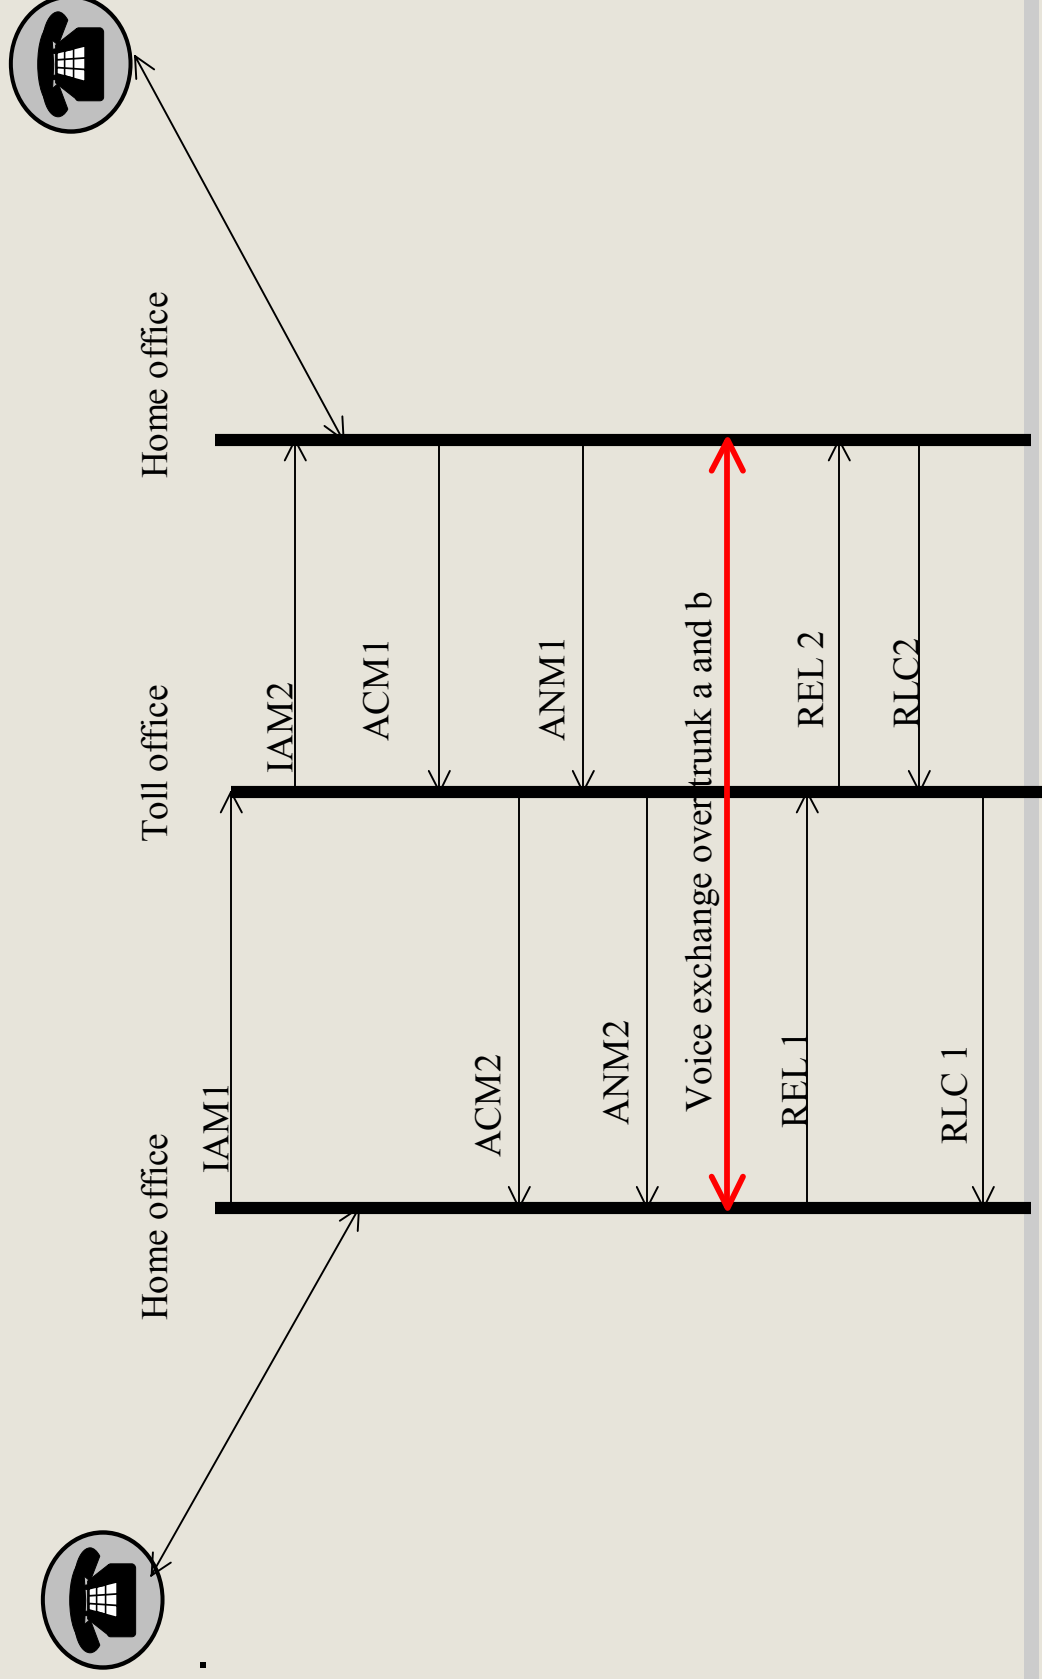 Home office
Toll office
Home office
IAM1
IAM2
ACM1
ACM2
ANM1
ANM2
Voice exchange over trunk a and b
REL 1
REL 2
RLC2
RLC 1
.